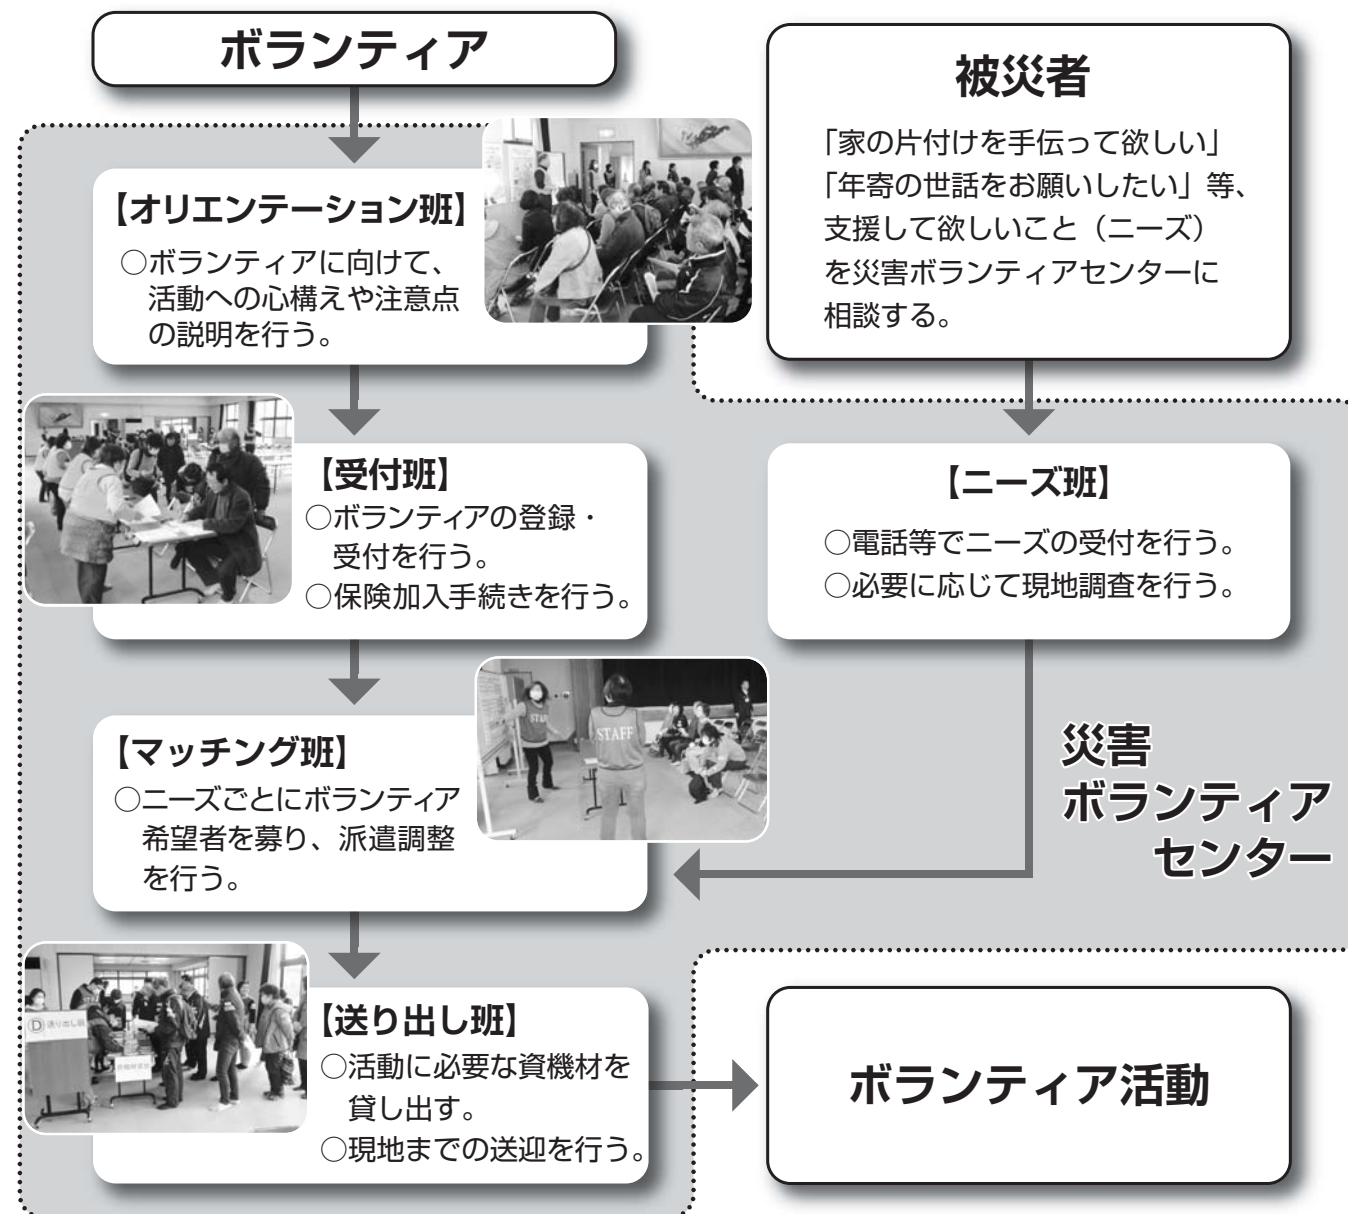 ボランティア
被災者
「家の片付けを手伝って欲しい」
「年寄の世話をお願いしたい」等、
支援して欲しいこと（ニーズ）
を災害ボランティアセンターに
相談する。
【オリエンテーション班】
○ボランティアに向けて、
活動への心構えや注意点
の説明を行う。
【受付班】
○ボランティアの登録・
受付を行う。
○保険加入手続きを行う。
【ニーズ班】
○電話等でニーズの受付を行う。
○必要に応じて現地調査を行う。
【マッチング班】
○ニーズごとにボランティア
希望者を募り、派遣調整
を行う。
STAFF
STAFF
災害
ボランティア
センター
【送り出し班】
○活動に必要な資機材を
貸し出す。
○現地までの送迎を行う。
D 送り出し班
ボランティア活動